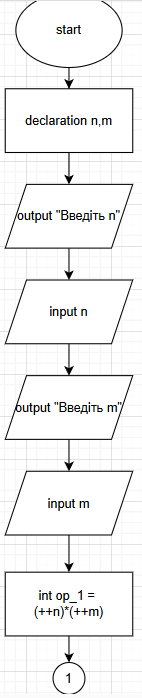 start
declaration n,m
output "Введіть n"
input n
output "Введіть m"
input m
int op_1 =
(++n)*(++m)
1